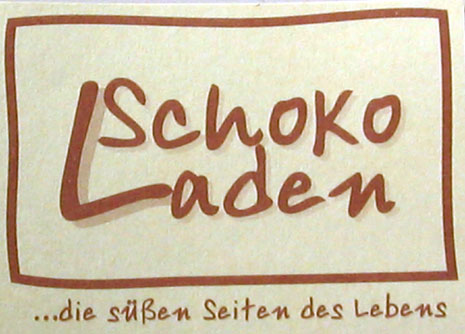 Schoko
Laden
...die süßen Seiten des Lebens